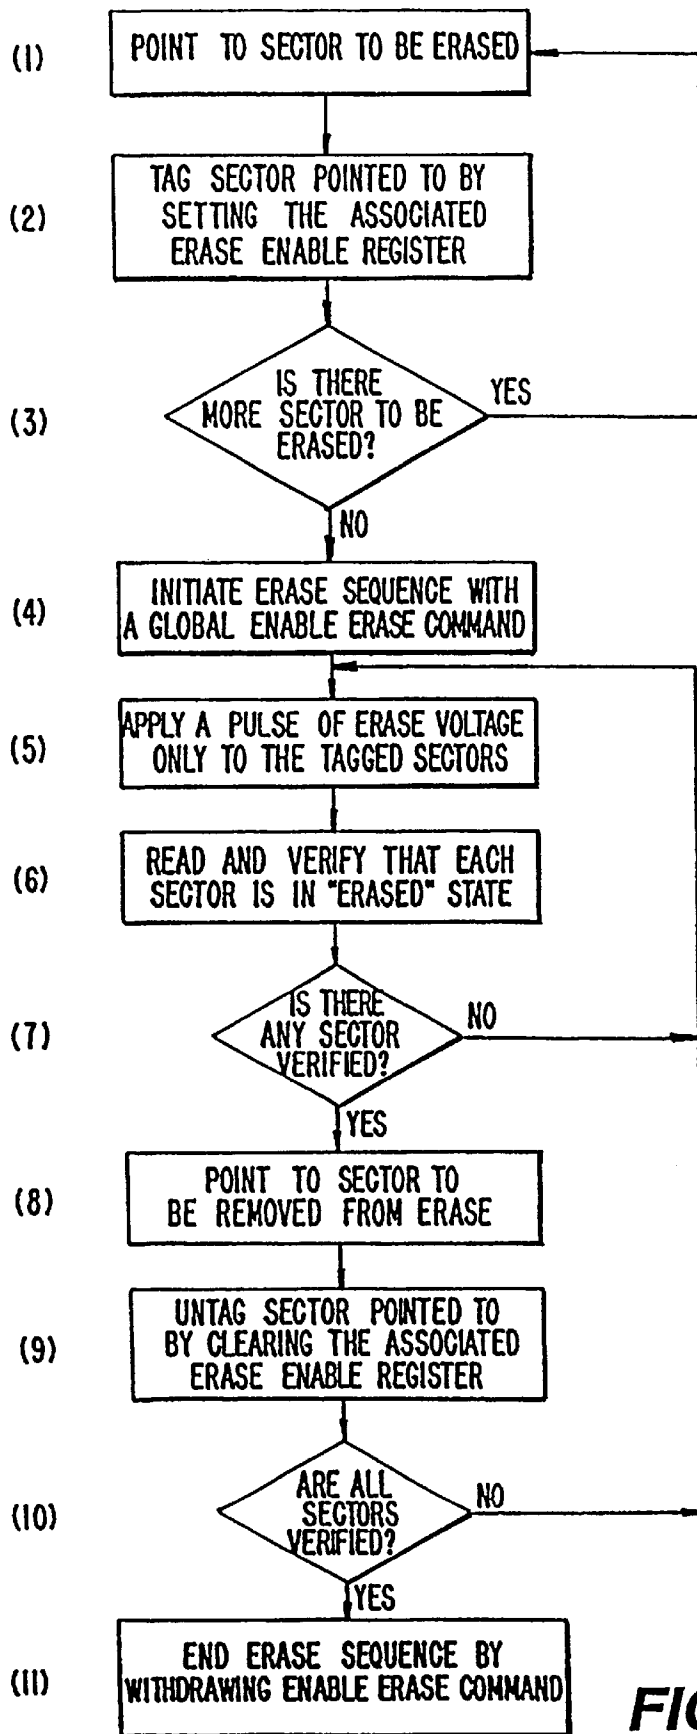 (1)
POINT TO SECTOR TO BE ERASED
(2)
TAG SECTOR POINTED TO BY
SETTING THE ASSOCIATED
ERASE ENABLE REGISTER
(3)
IS THERE
MORE SECTOR TO BE
ERASED?
YES
NO
(4)
INITIATE ERASE SEQUENCE WITH
A GLOBAL ENABLE ERASE COMMAND
(5)
APPLY A PULSE OF ERASE VOLTAGE
ONLY TO THE TAGGED SECTORS
(6)
READ AND VERIFY THAT EACH
SECTOR IS IN "ERASED" STATE
(7)
IS THERE
ANY SECTOR
VERIFIED?
NO
YES
(8)
POINT TO SECTOR TO
BE REMOVED FROM ERASE
(9)
UNTAG SECTOR POINTED TO
BY CLEARING THE ASSOCIATED
ERASE ENABLE REGISTER
(10)
ARE ALL
SECTORS
VERIFIED?
NO
YES
(11)
END ERASE SEQUENCE BY
WITHDRAWING ENABLE ERASE COMMAND